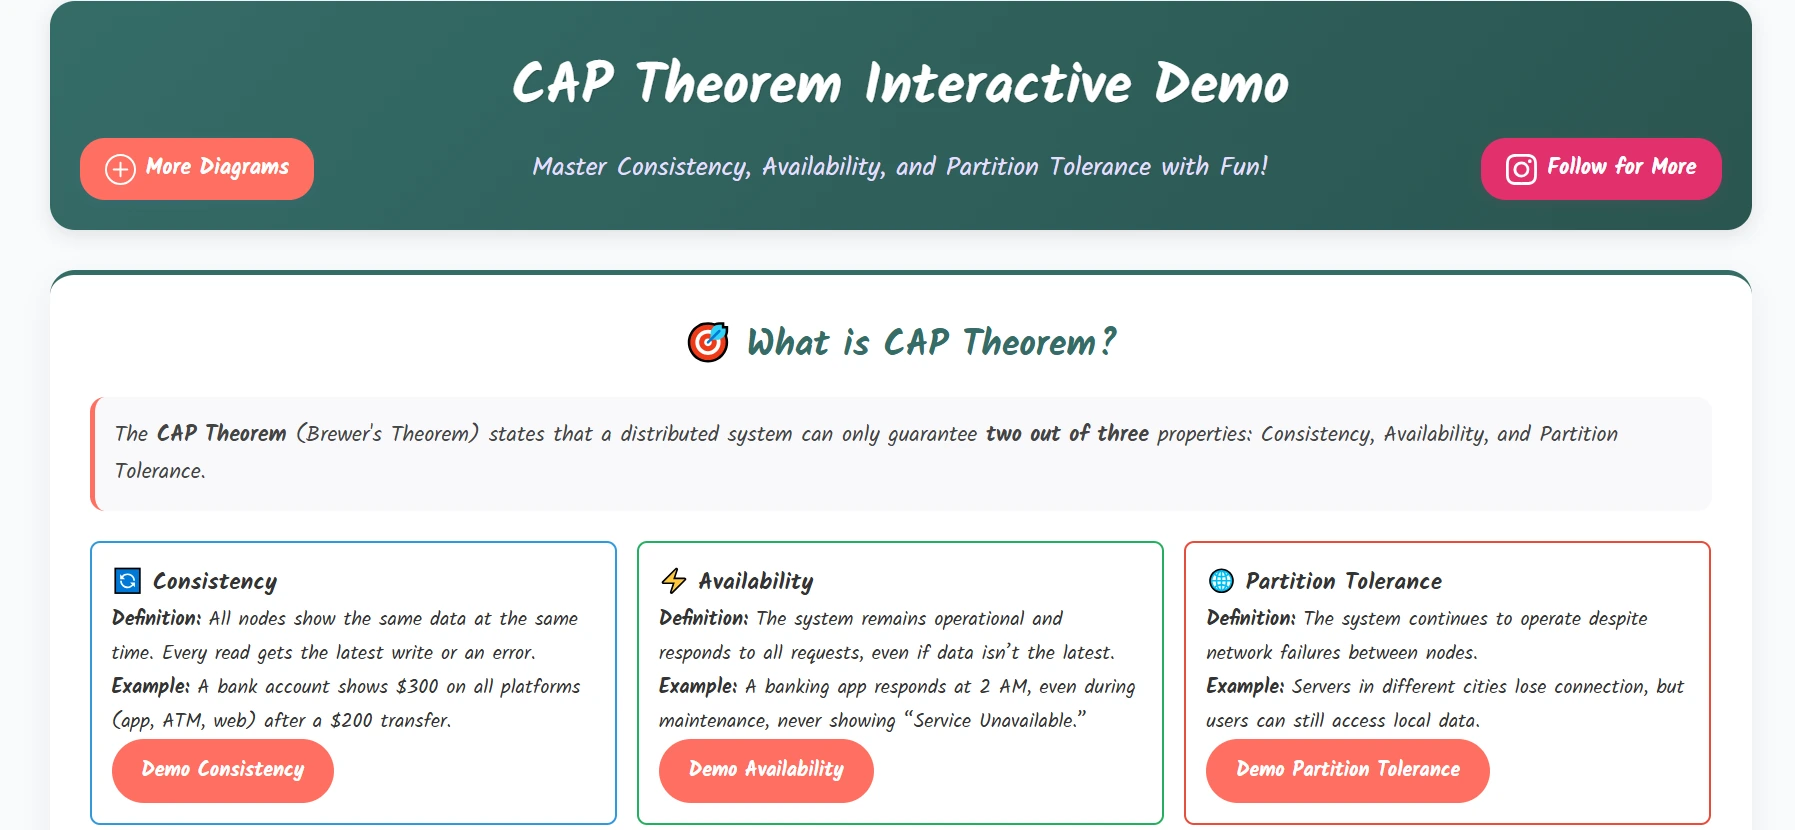 CAP Theorem Interactive Demo
More Diagrams
Master Consistency, Availability, and Partition Tolerance with Fun!
Follow for More
What is CAP Theorem?
The CAP Theorem (Brewer's Theorem) states that a distributed system can only guarantee two out of three properties: Consistency, Availability, and Partition
Tolerance.
Consistency
Definition: All nodes show the same data at the same
time. Every read gets the latest write or an error.
Example: A bank account shows $300 on all platforms
(app, ATM, web) after a $200 transfer.
Demo Consistency
Availability
Definition: The system remains operational and
responds to all requests, even if data isn’t the latest.
Example: A banking app responds at 2 AM, even during
maintenance, never showing “Service Unavailable.”
Demo Availability
Partition Tolerance
Definition: The system continues to operate despite
network failures between nodes.
Example: Servers in different cities lose connection, but
users can still access local data.
Demo Partition Tolerance